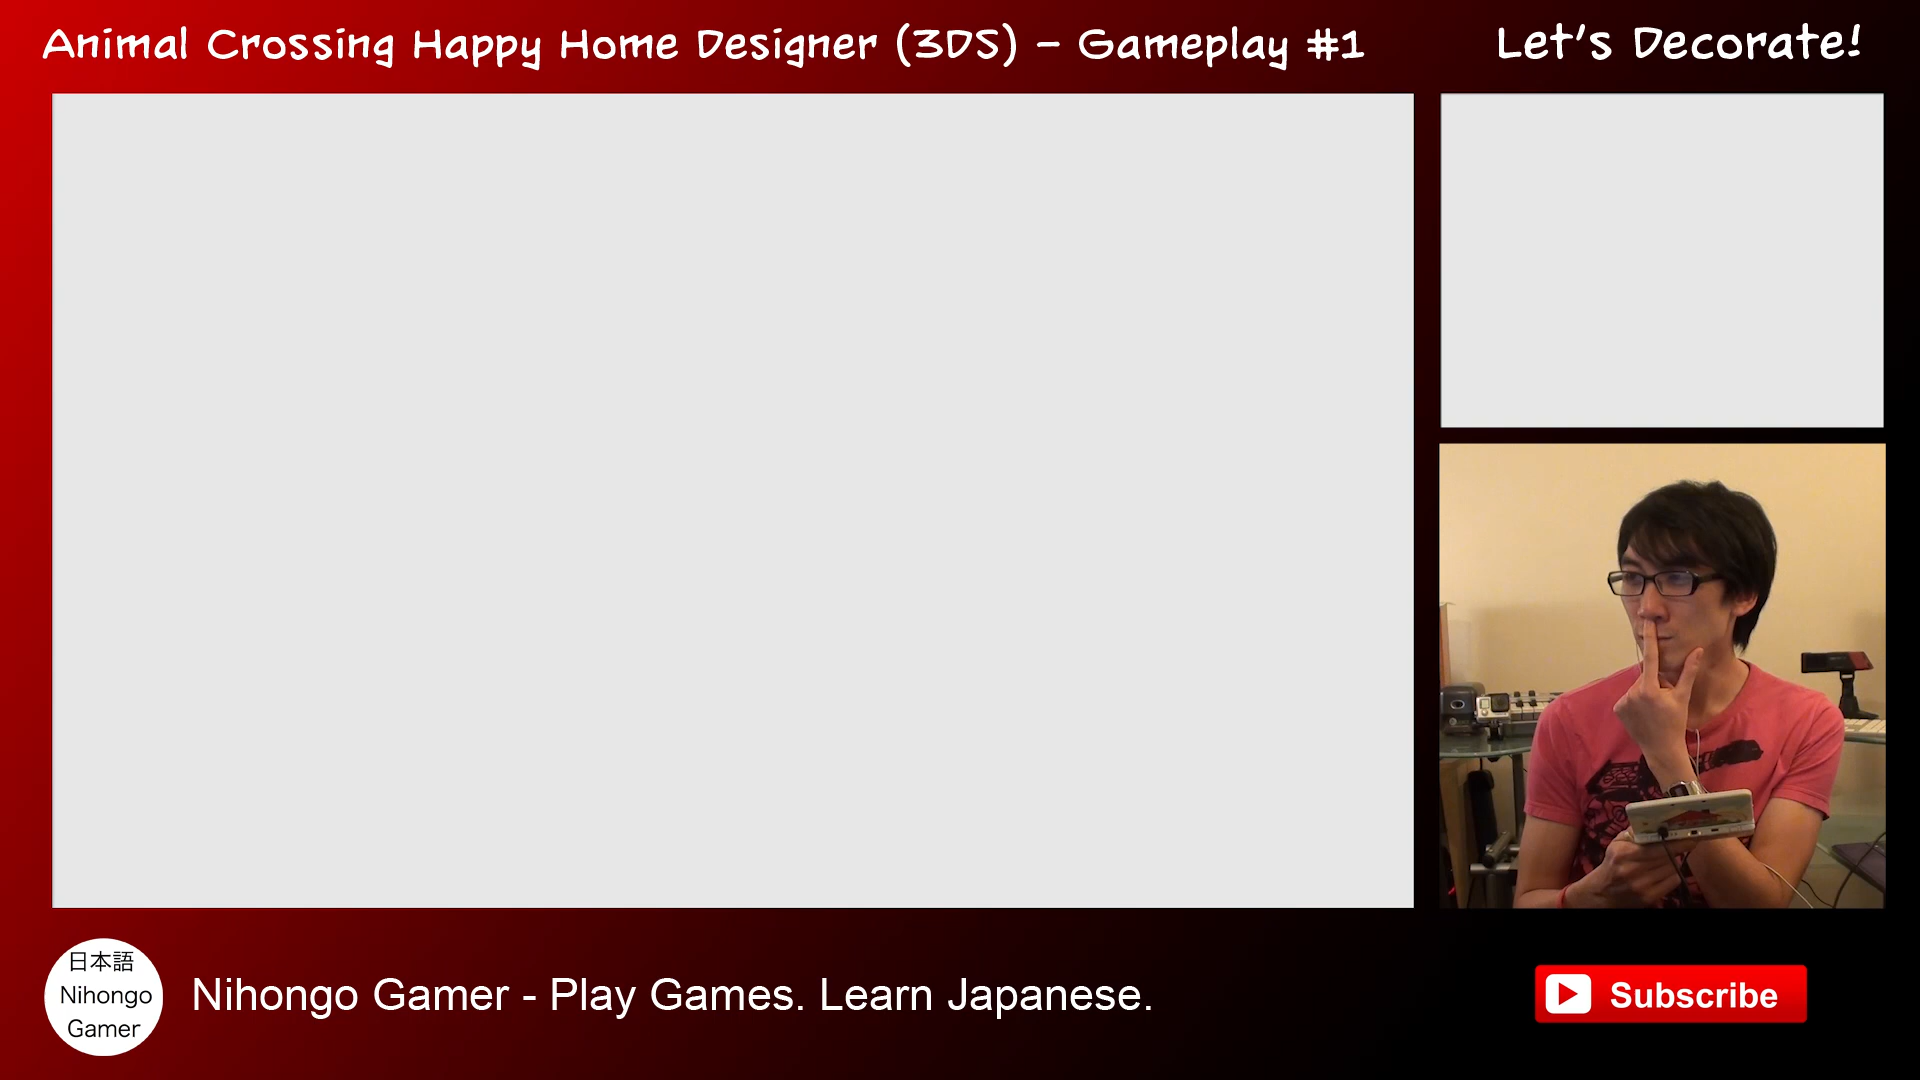 Animal Crossing Happy Home Designer (3DS) - Gameplay #1
Let's Decorate!
日本語
Nihongo
Gamer
Nihongo Gamer - Play Games. Learn Japanese.
Subscribe